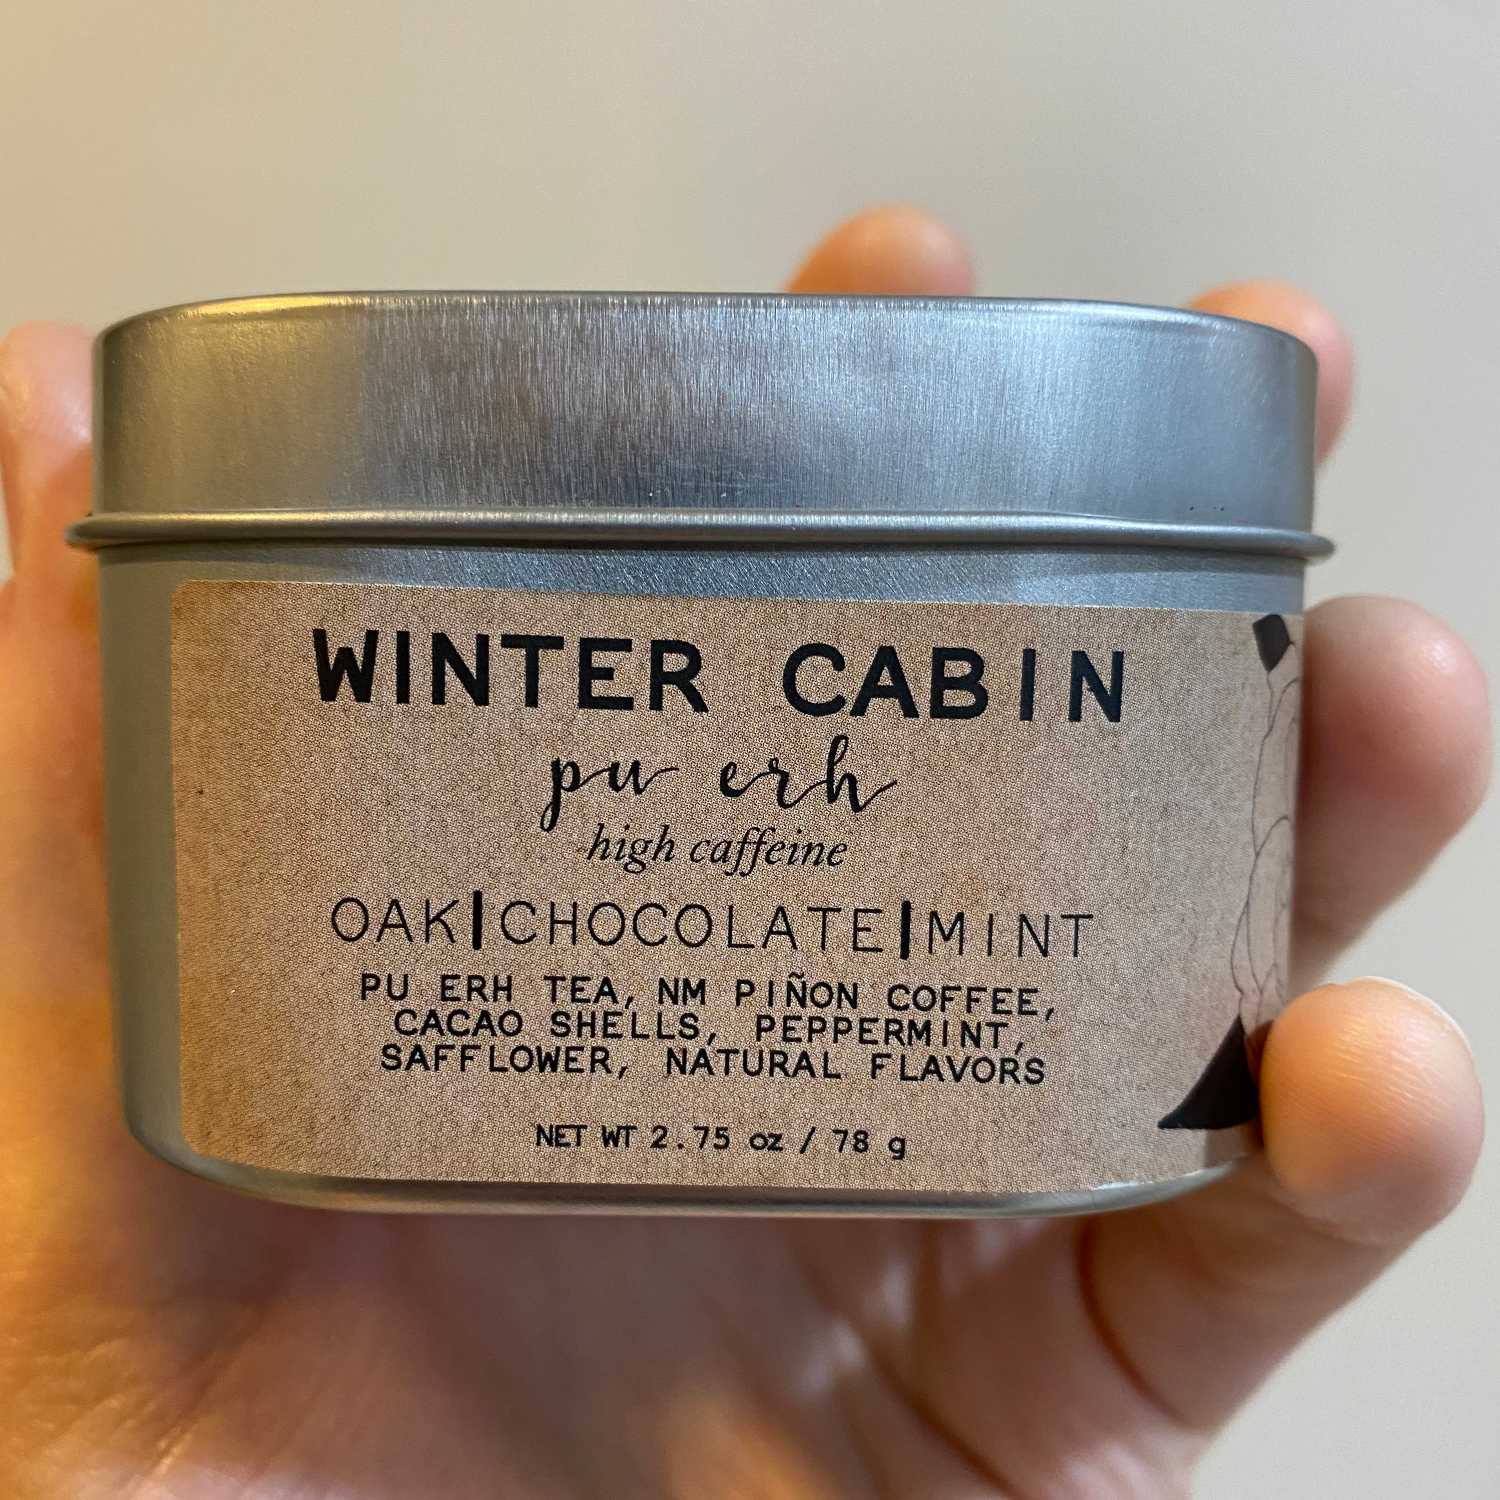 WINTER CABIN
pu erh
high caffeine
OAK|CHOCOLATE|MINT
PU ERH TEA, NM PIÑON COFFEE,
CACAO SHELLS, PEPPERMINT,
SAFFLOWER, NATURAL FLAVORS
NET WT 2.75 oz / 78 g